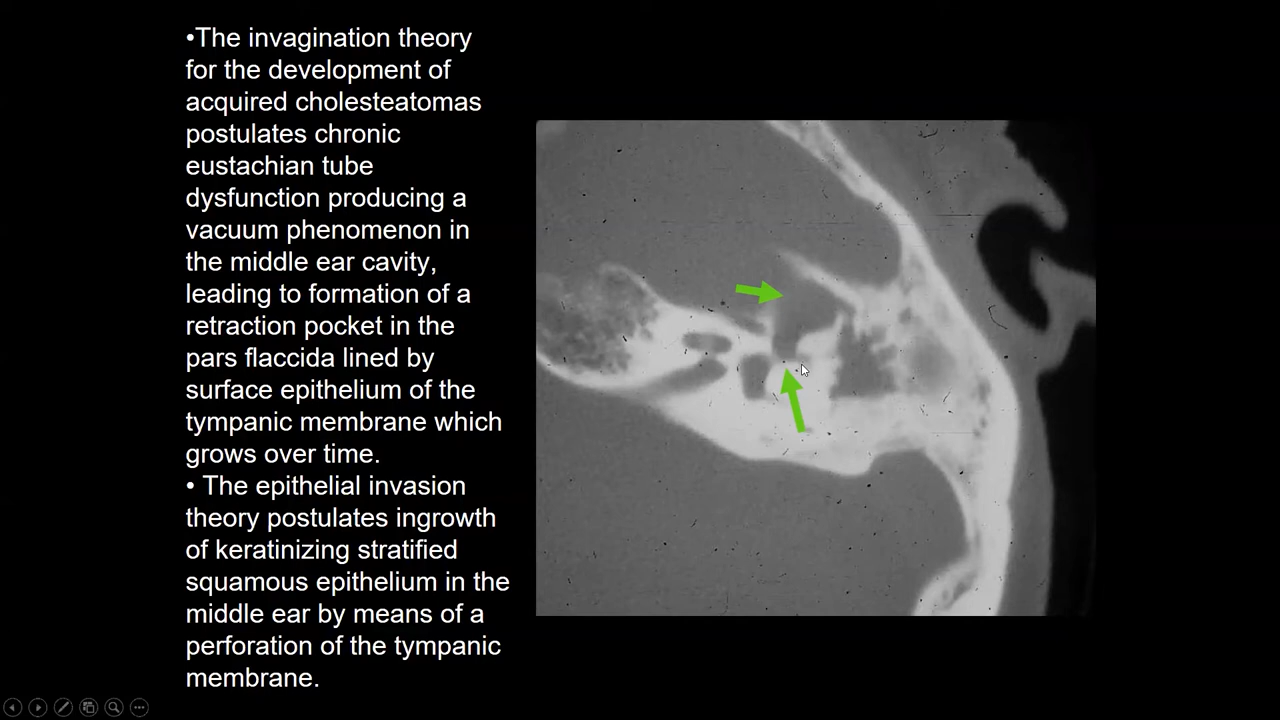 •The invagination theory
for the development of
acquired cholesteatomas
postulates chronic
eustachian tube
dysfunction producing a
vacuum phenomenon in
the middle ear cavity,
leading to formation of a
retraction pocket in the
pars flaccida lined by
surface epithelium of the
tympanic membrane which
grows over time.
• The epithelial invasion
theory postulates ingrowth
of keratinizing stratified
squamous epithelium in the
middle ear by means of a
perforation of the tympanic
membrane.